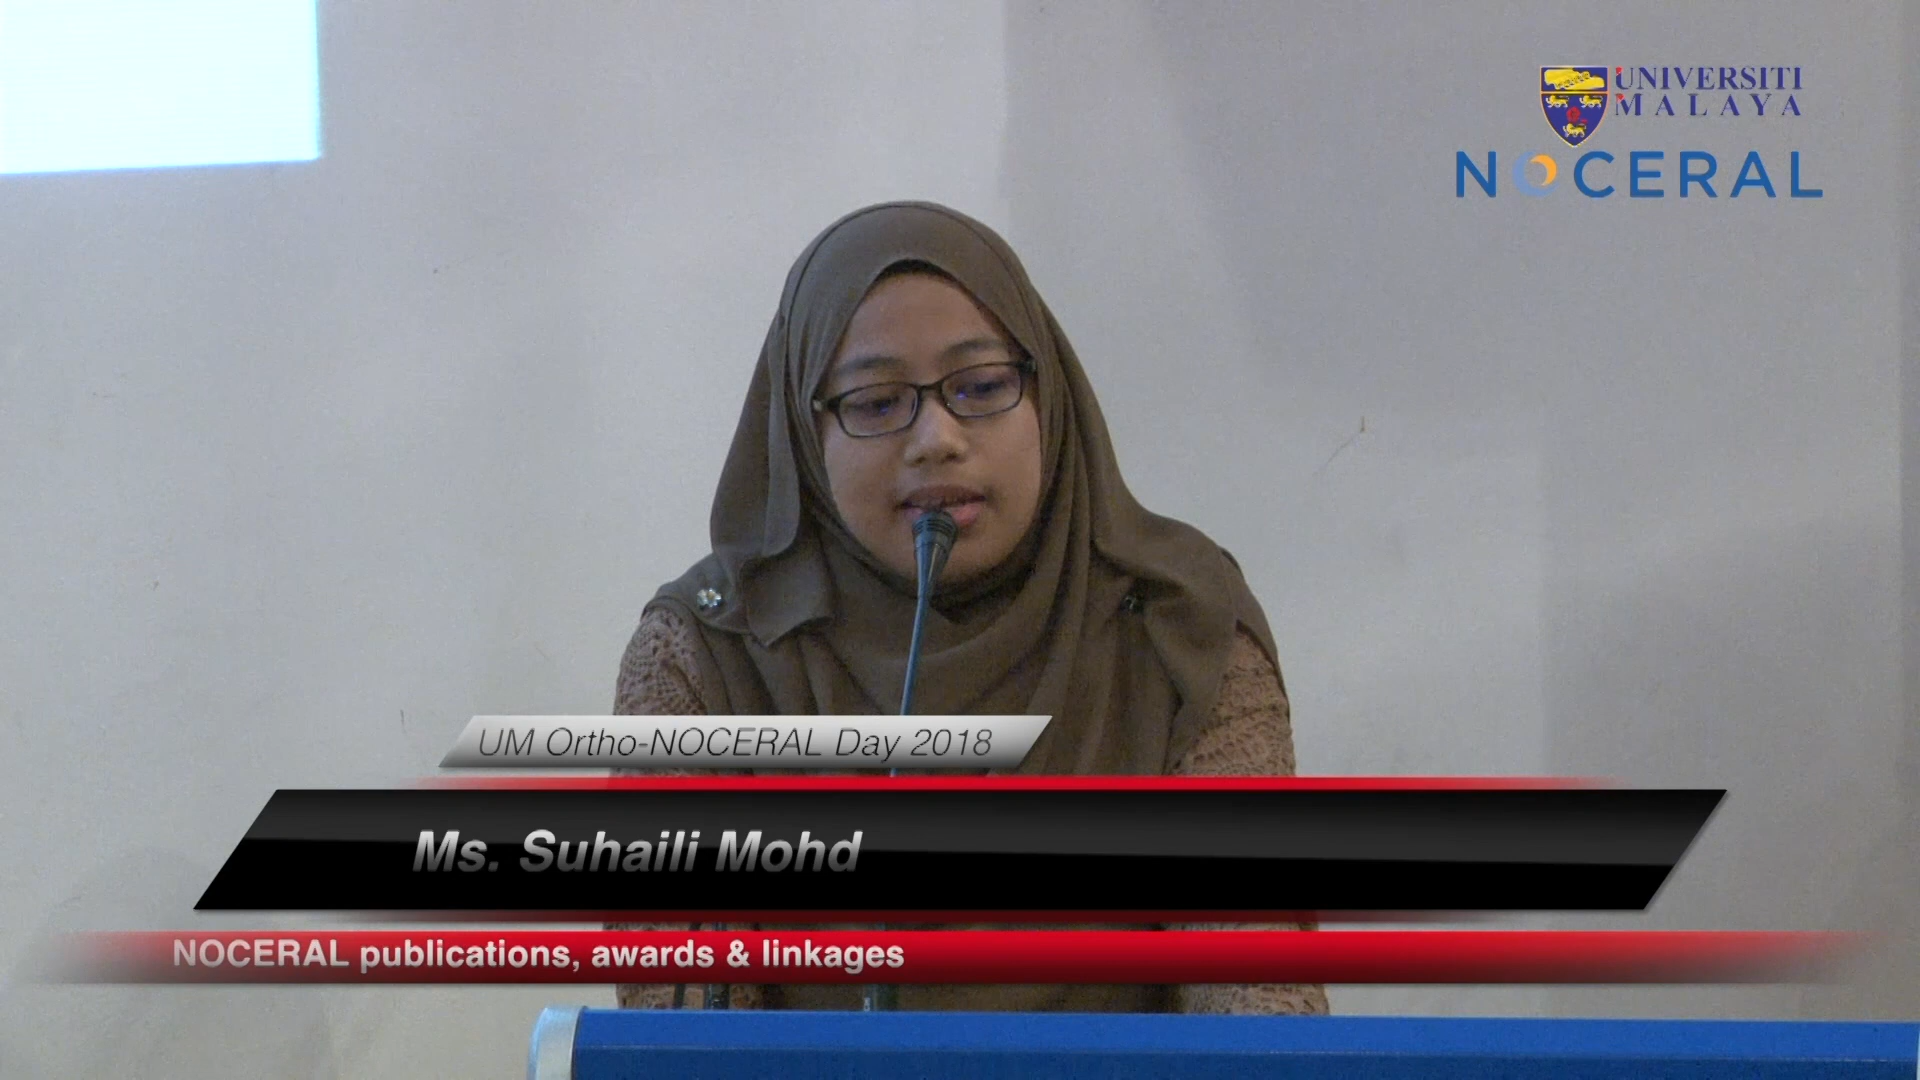 UNIVERSITI
MALAYA
NOCERAL
UM Ortho-NOCERAL Day 2018
Ms. Suhaili Mohd
NOCERAL publications, awards & linkages